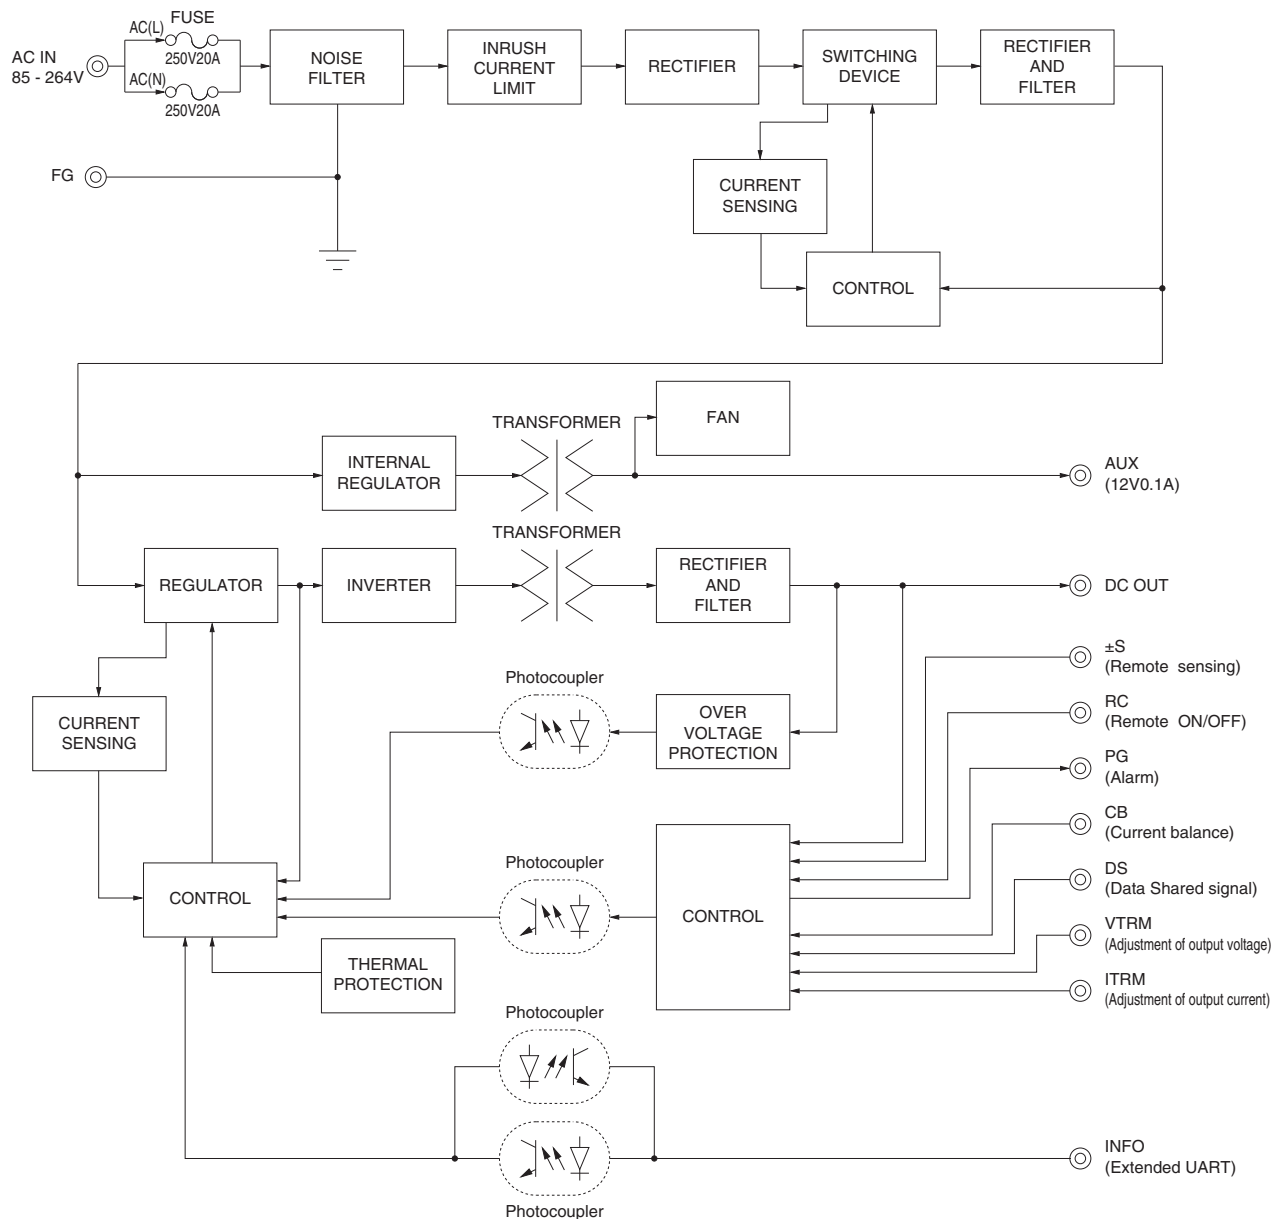 FUSE
AC(L)
250V20A
AC IN
85 - 264V
AC(N)
250V20A
NOISE
FILTER
INRUSH
CURRENT
LIMIT
RECTIFIER
SWITCHING
DEVICE
RECTIFIER
AND
FILTER
FG
CURRENT
SENSING
CONTROL
FAN
TRANSFORMER
INTERNAL
REGULATOR
AUX
(12V0.1A)
TRANSFORMER
REGULATOR
INVERTER
RECTIFIER
AND
FILTER
DC OUT
±S
(Remote sensing)
Photocoupler
CURRENT
SENSING
OVER
VOLTAGE
PROTECTION
RC
(Remote ON/OFF)
PG
(Alarm)
CB
(Current balance)
Photocoupler
CONTROL
CONTROL
DS
(Data Shared signal)
VTRM
(Adjustment of output voltage)
THERMAL
PROTECTION
ITRM
(Adjustment of output current)
Photocoupler
INFO
(Extended UART)
Photocoupler